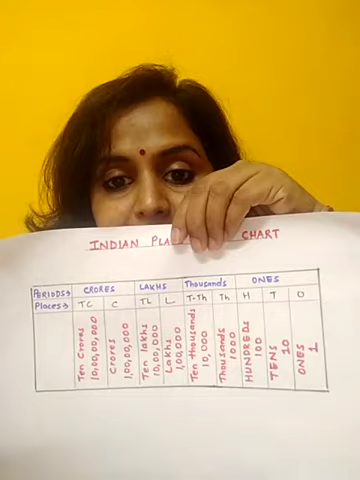 INDIAN PLA CHART
PERIODS→ CRORES LAKHS Thousands ONES
Places→ TC C TL L T-Th Th H T O
Ten Crores 10,00,00,000
Crores 1,00,00,000
Ten lakhs 10,00,000
Lakhs 1,00,000
Ten thousands 10,000
Thousands 1000
HUNDREDS 100
TENS 10
ONES 1